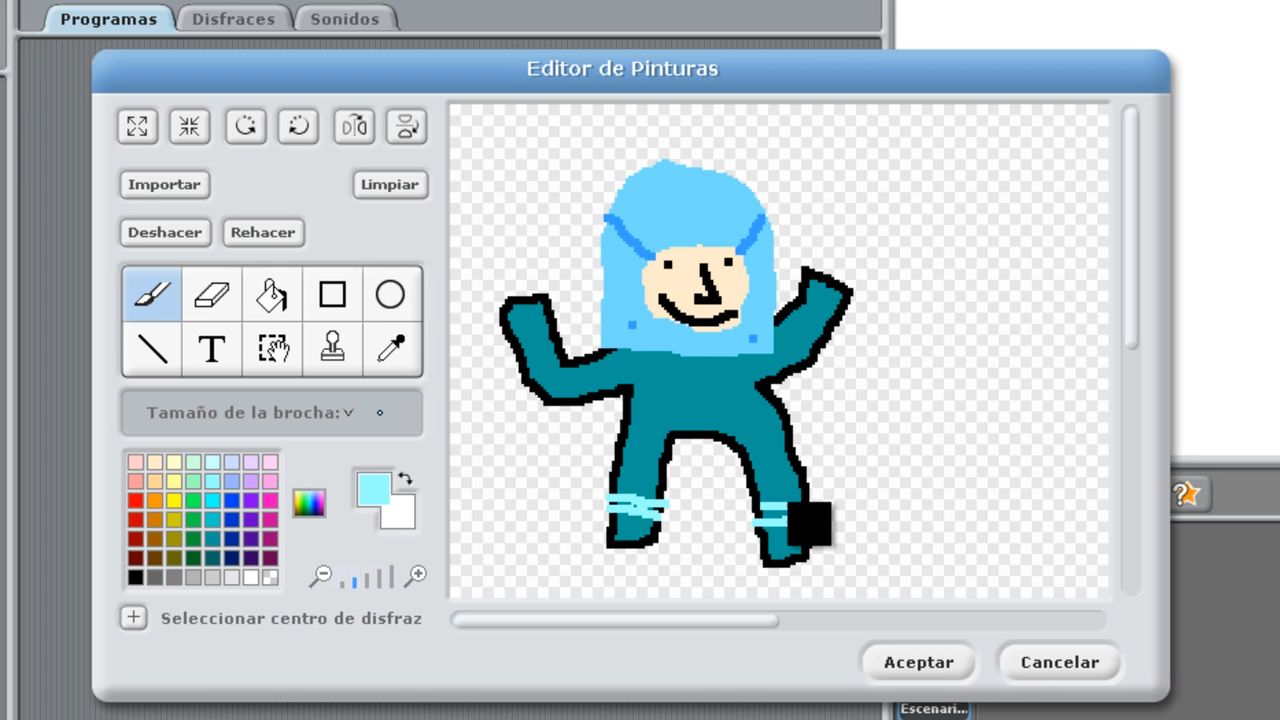 Programas Disfraces Sonidos
Editor de Pinturas
Importar Limpiar
Deshacer Rehacer
T
Tamaño de la brocha:
Seleccionar centro de disfraz
Aceptar Cancelar
Escenari...